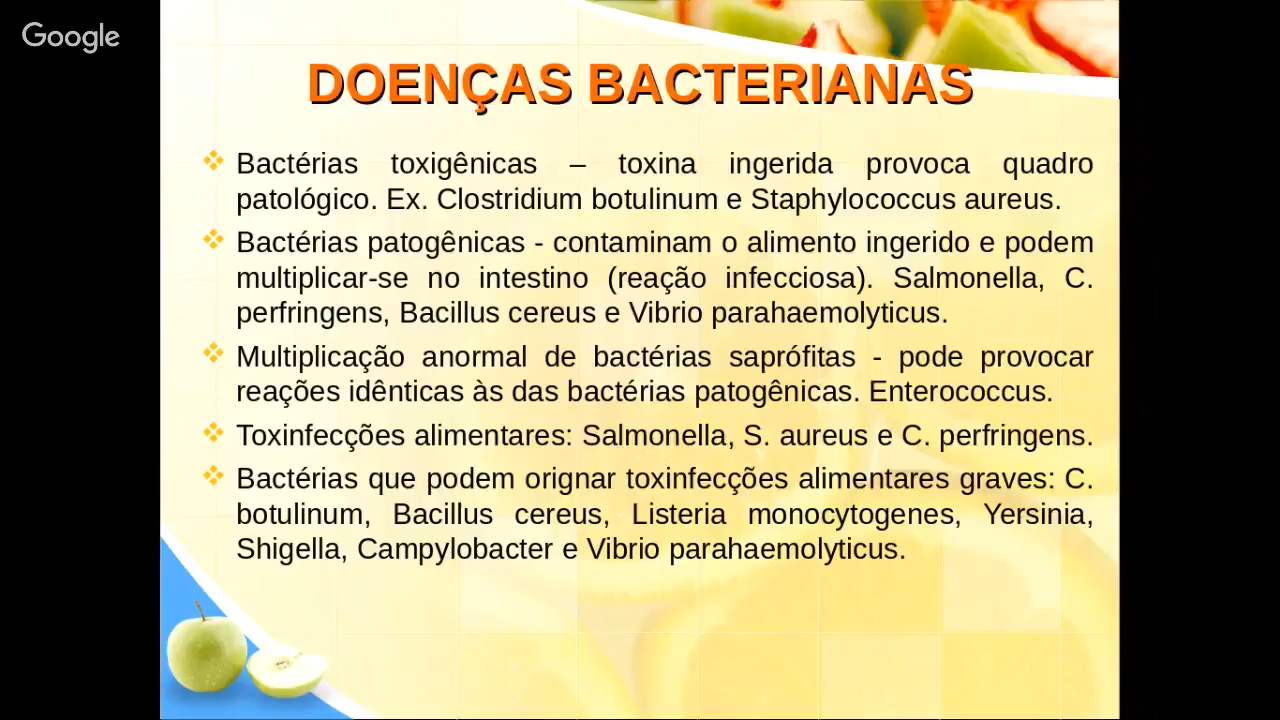 Google
DOENÇAS BACTERIANAS
Bactérias toxigênicas – toxina ingerida provoca quadro
patológico. Ex. Clostridium botulinum e Staphylococcus aureus.
Bactérias patogênicas - contaminam o alimento ingerido e podem
multiplicar-se no intestino (reação infecciosa). Salmonella, C.
perfringens, Bacillus cereus e Vibrio parahaemolyticus.
Multiplicação anormal de bactérias saprófitas - pode provocar
reações idênticas às das bactérias patogênicas. Enterococcus.
Toxinfecções alimentares: Salmonella, S. aureus e C. perfringens.
Bactérias que podem orignar toxinfecções alimentares graves: C.
botulinum, Bacillus cereus, Listeria monocytogenes, Yersinia,
Shigella, Campylobacter e Vibrio parahaemolyticus.